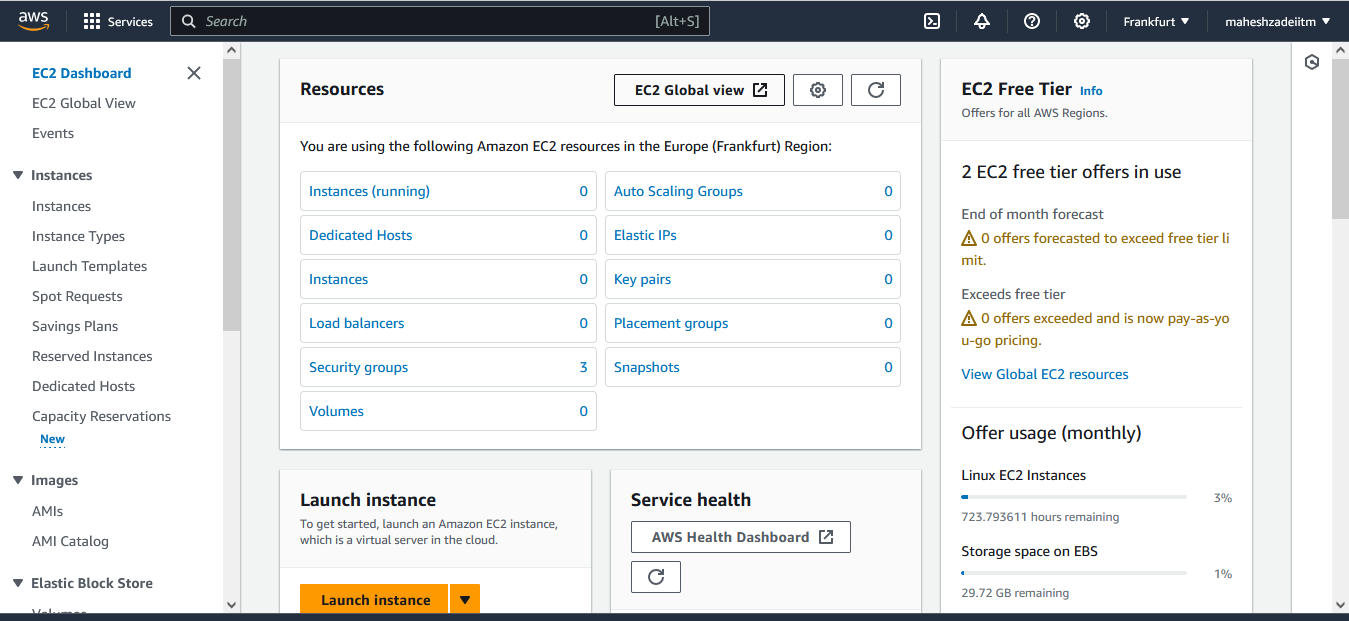 aws
Services
Search
[Alt+S]
Frankfurt
maheshzadeiitm
EC2 Dashboard
EC2 Global View
Events
Instances
Instances
Instance Types
Launch Templates
Spot Requests
Savings Plans
Reserved Instances
Dedicated Hosts
Capacity Reservations
New
Images
AMIs
AMI Catalog
Elastic Block Store
Volumes
Resources
EC2 Global view
You are using the following Amazon EC2 resources in the Europe (Frankfurt) Region:
Instances (running) 0
Auto Scaling Groups 0
Dedicated Hosts 0
Elastic IPs 0
Instances 0
Key pairs 0
Load balancers 0
Placement groups 0
Security groups 3
Snapshots 0
Volumes 0
Launch instance
To get started, launch an Amazon EC2 instance,
which is a virtual server in the cloud.
Launch instance
Service health
AWS Health Dashboard
EC2 Free Tier Info
Offers for all AWS Regions.
2 EC2 free tier offers in use
End of month forecast
0 offers forecasted to exceed free tier li
mit.
Exceeds free tier
0 offers exceeded and is now pay-as-yo
u-go pricing.
View Global EC2 resources
Offer usage (monthly)
Linux EC2 Instances
3%
723.793611 hours remaining
Storage space on EBS
1%
29.72 GB remaining